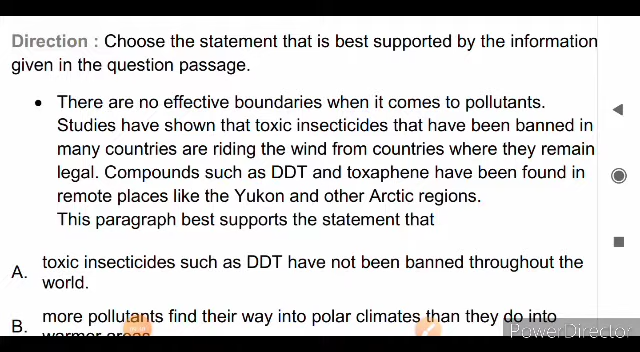 Direction : Choose the statement that is best supported by the information
given in the question passage.
• There are no effective boundaries when it comes to pollutants.
Studies have shown that toxic insecticides that have been banned in
many countries are riding the wind from countries where they remain
legal. Compounds such as DDT and toxaphene have been found in
remote places like the Yukon and other Arctic regions.
This paragraph best supports the statement that
A. toxic insecticides such as DDT have not been banned throughout the
world.
B. more pollutants find their way into polar climates than they do into
warmer areas
PowerDirector